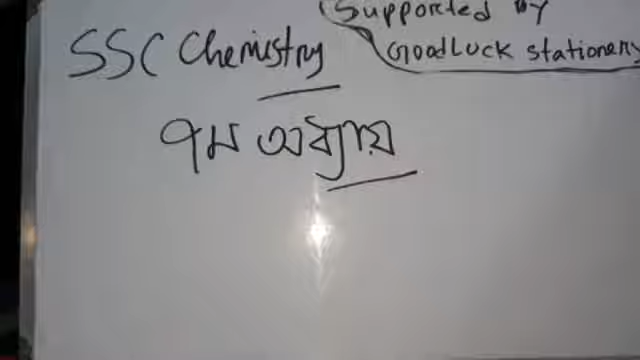 Supported by
GoodLuck stationery
SSC Chemistry
৭ম অধ্যায়